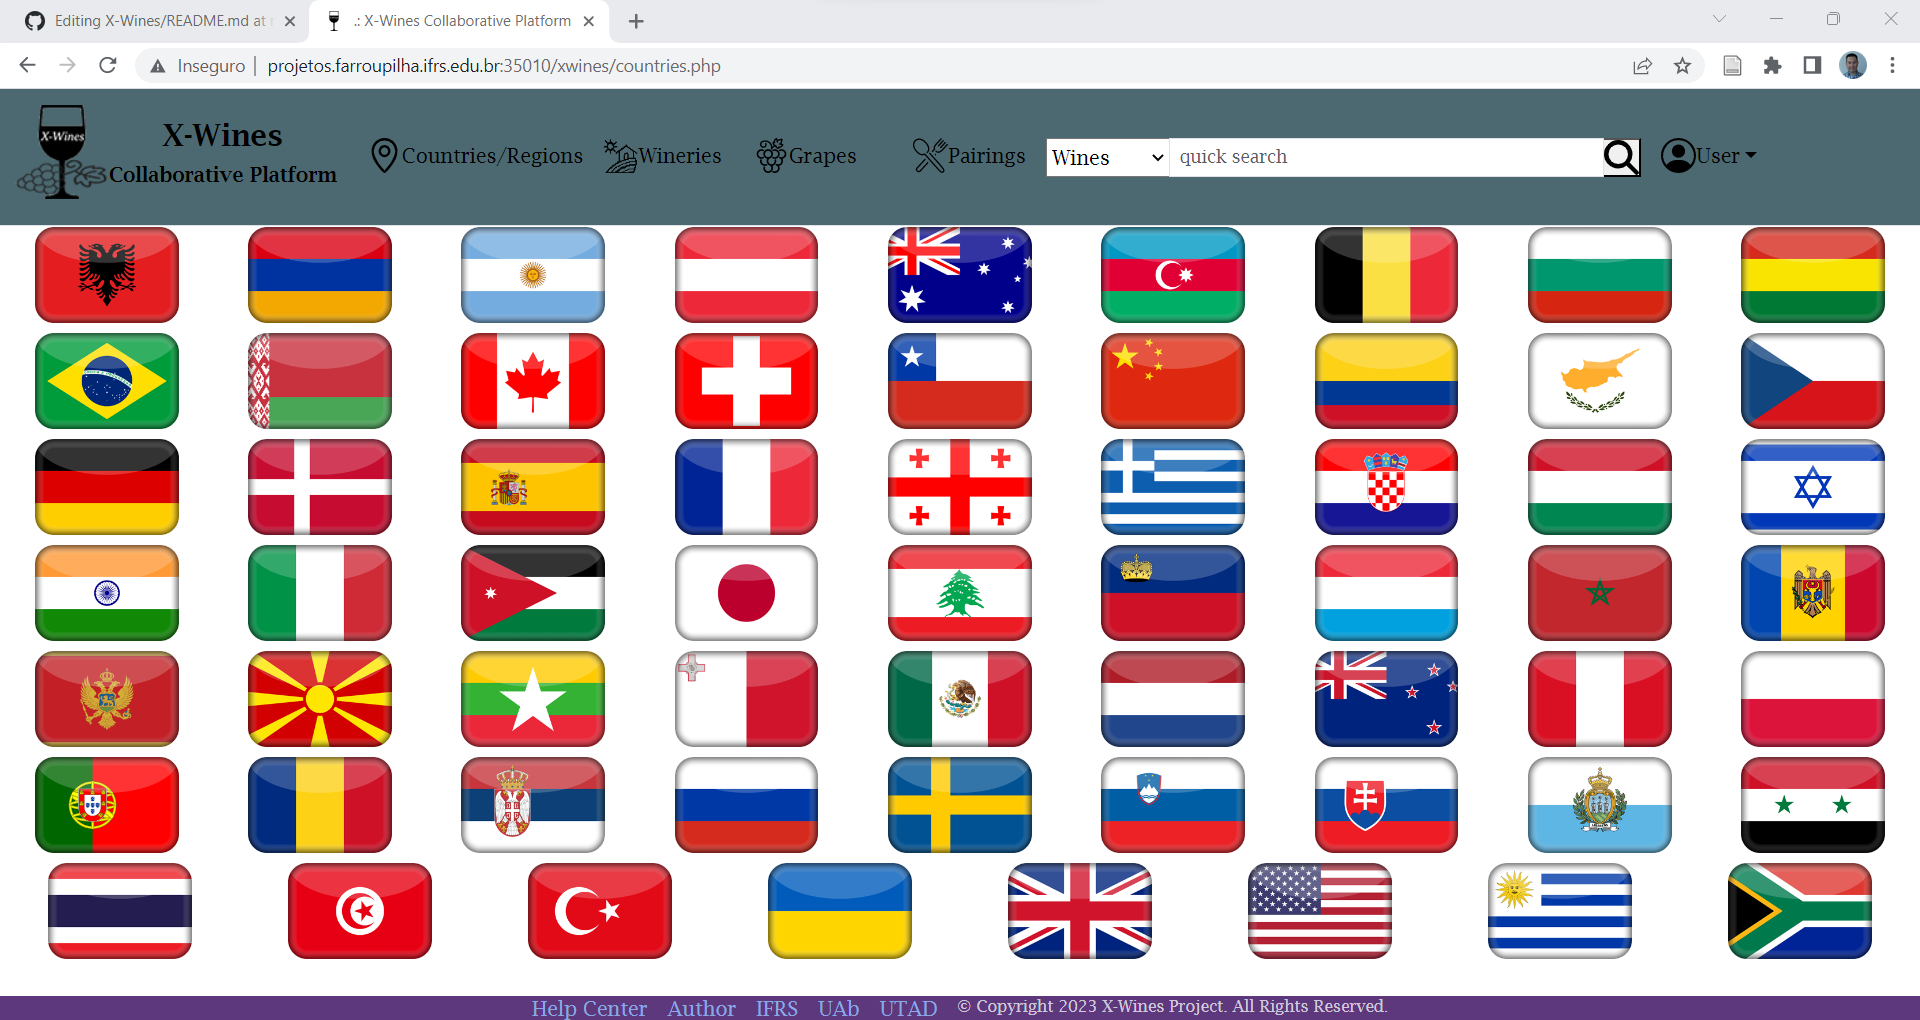 Editing X-Wines/README.md at
.: X-Wines Collaborative Platform
Inseguro | projetos.farroupilha.ifrs.edu.br:35010/xwines/countries.php
X-Wines
X-Wines
Collaborative Platform
Countries/Regions
Wineries
Grapes
Pairings
Wines
quick search
User
Help Center Author IFRS UAb UTAD © Copyright 2023 X-Wines Project. All Rights Reserved.